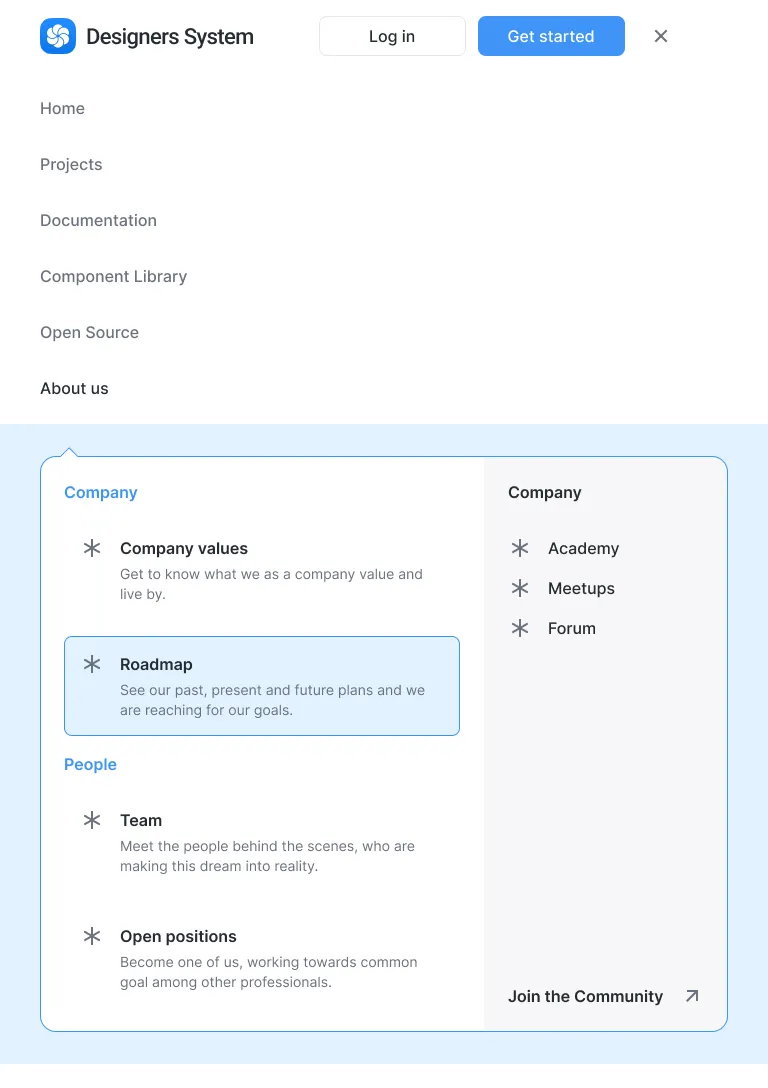 Designers System
Log in
Get started
Home
Projects
Documentation
Component Library
Open Source
About us
Company
Company values
Get to know what we as a company value and
live by.
Roadmap
See our past, present and future plans and we
are reaching for our goals.
People
Team
Meet the people behind the scenes, who are
making this dream into reality.
Open positions
Become one of us, working towards common
goal among other professionals.
Company
Academy
Meetups
Forum
Join the Community